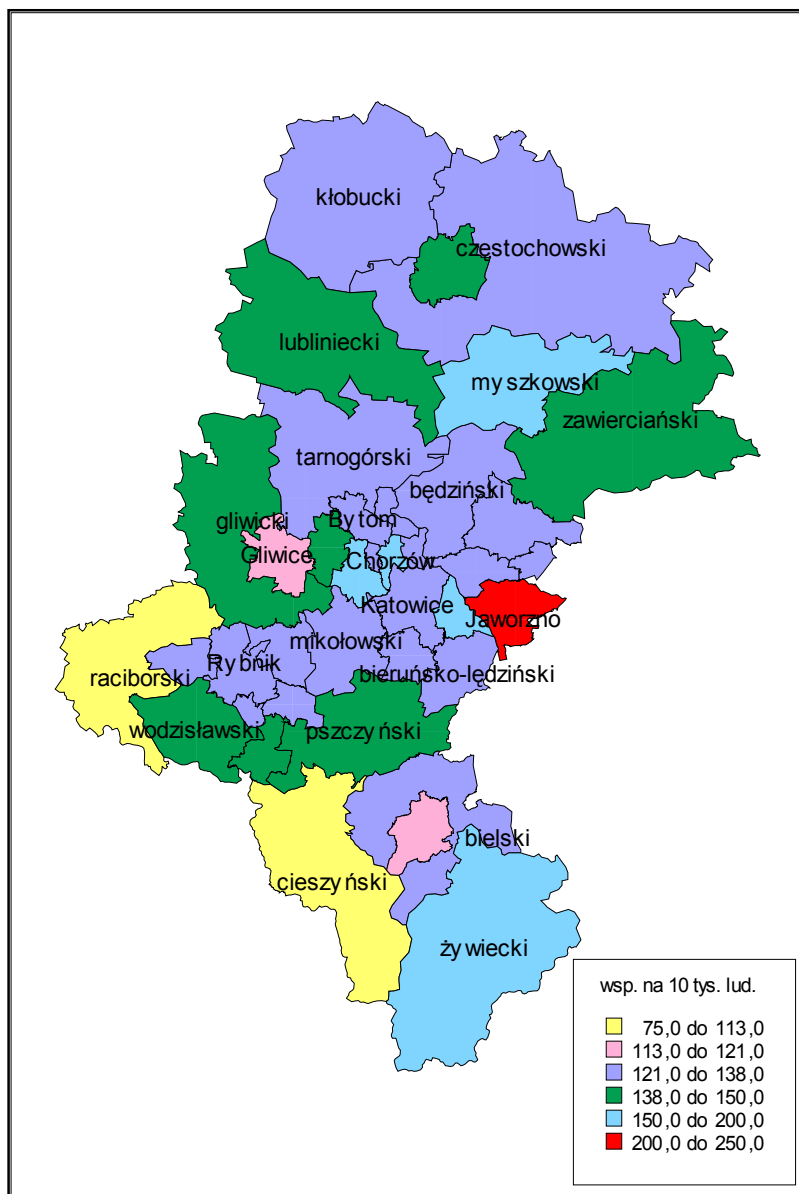 kłobucki
częstochowski
lubliniecki
myszkowski
zawierciański
tarnogórski
będziński
gliwicki
Bytom
Gliwice
Chorzów
Katowice
Jaworzno
mikołowski
raciborski
Rybnik
bieruńsko-lędziński
wodzisławski
pszczyński
bielski
cieszyński
żywiecki
wsp. na 10 tys. lud.
75,0 do 113,0
113,0 do 121,0
121,0 do 138,0
138,0 do 150,0
150,0 do 200,0
200,0 do 250,0